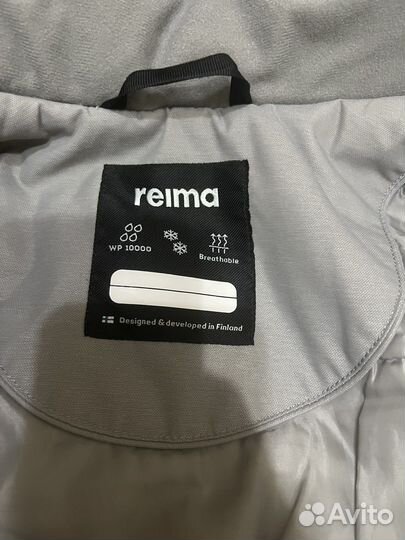 reima
WP 10000
Breathable
Designed & developed in Finland
Avito